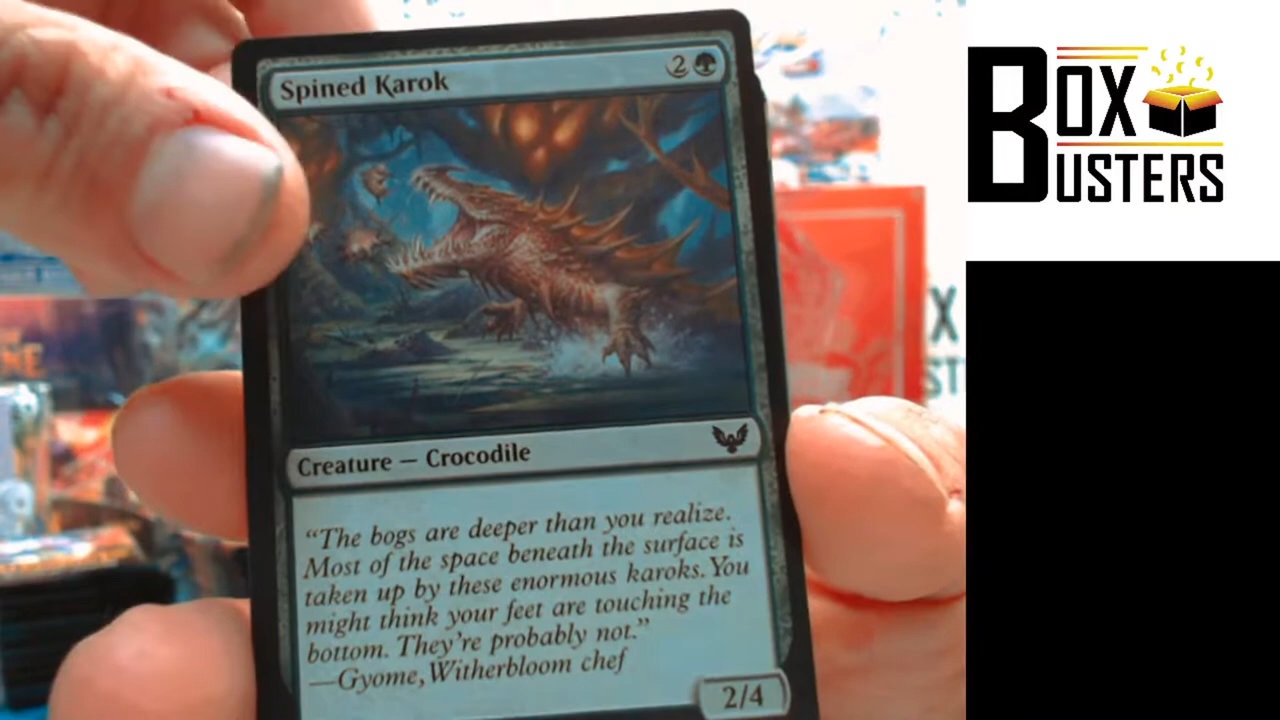 Spined Karok
2
Creature — Crocodile
“The bogs are deeper than you realize.
Most of the space beneath the surface is
taken up by these enormous karoks. You
might think your feet are touching the
bottom. They’re probably not.”
—Gyome, Witherbloom chef
2/4
BOX
BUSTERS
X
ST